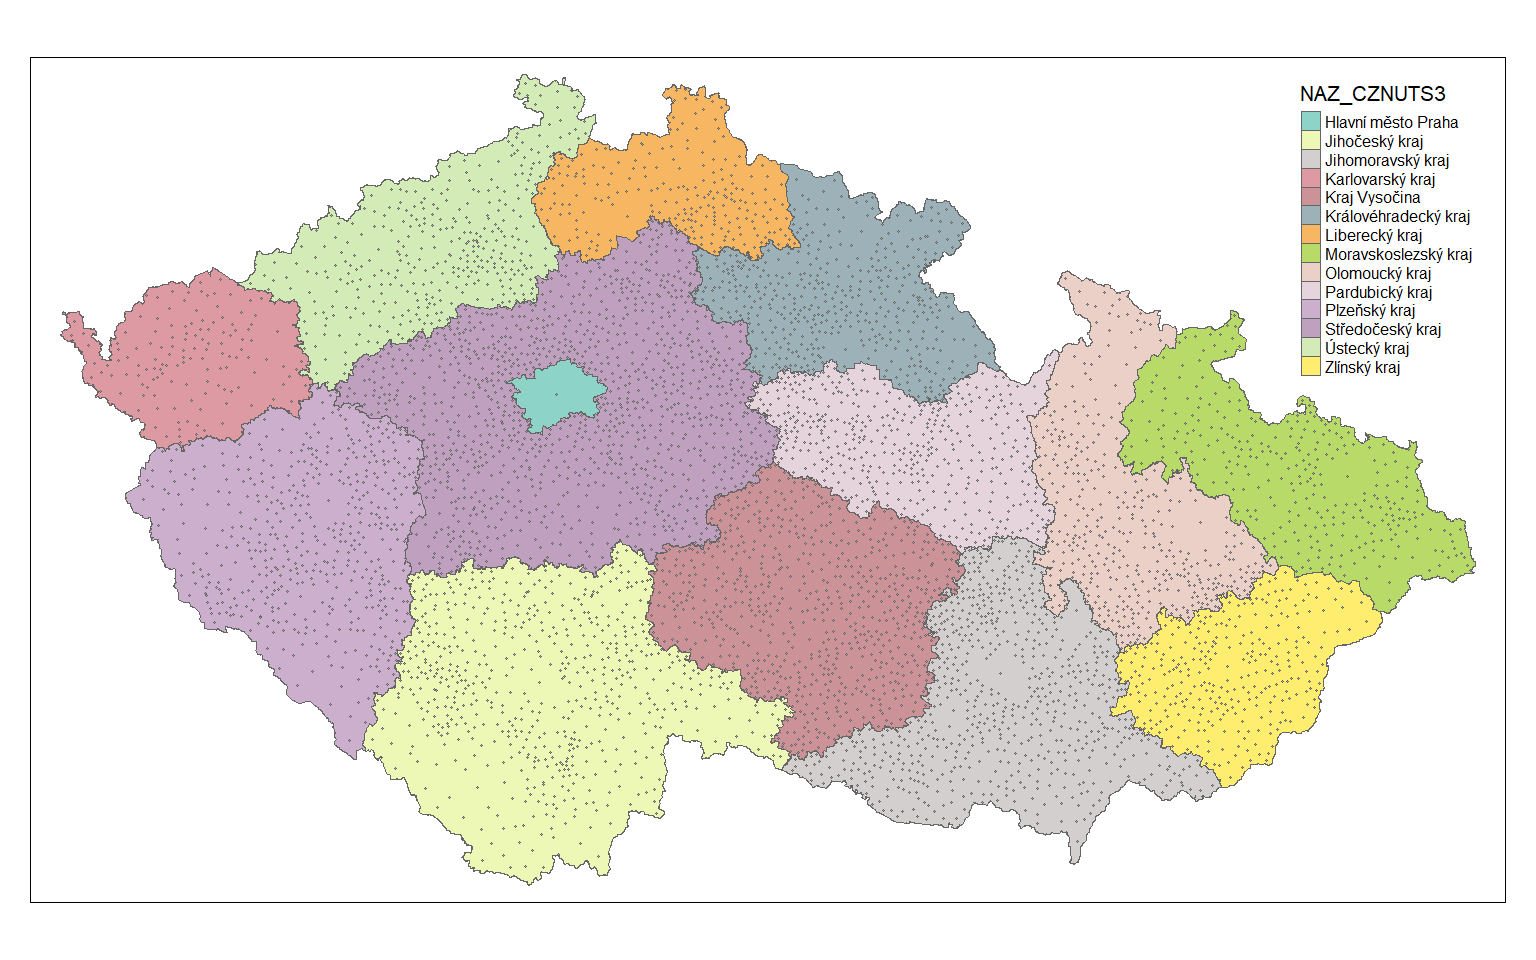 NAZ_CZNUTS3
Hlavní město Praha
Jihočeský kraj
Jihomoravský kraj
Karlovarský kraj
Kraj Vysočina
Královéhradecký kraj
Liberecký kraj
Moravskoslezský kraj
Olomoucký kraj
Pardubický kraj
Plzeňský kraj
Středočeský kraj
Ústecký kraj
Zlínský kraj